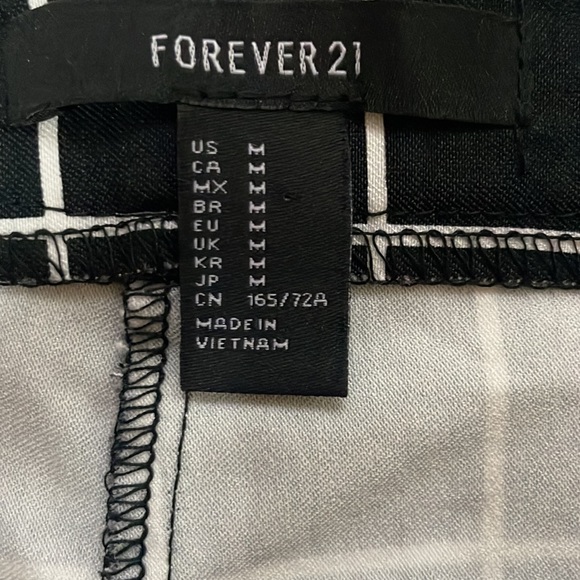 FOREVER 21
US M
CA M
MX M
BR M
EU M
UK M
KR M
JP M
CN 165/72A
MADE IN
VIETNAM